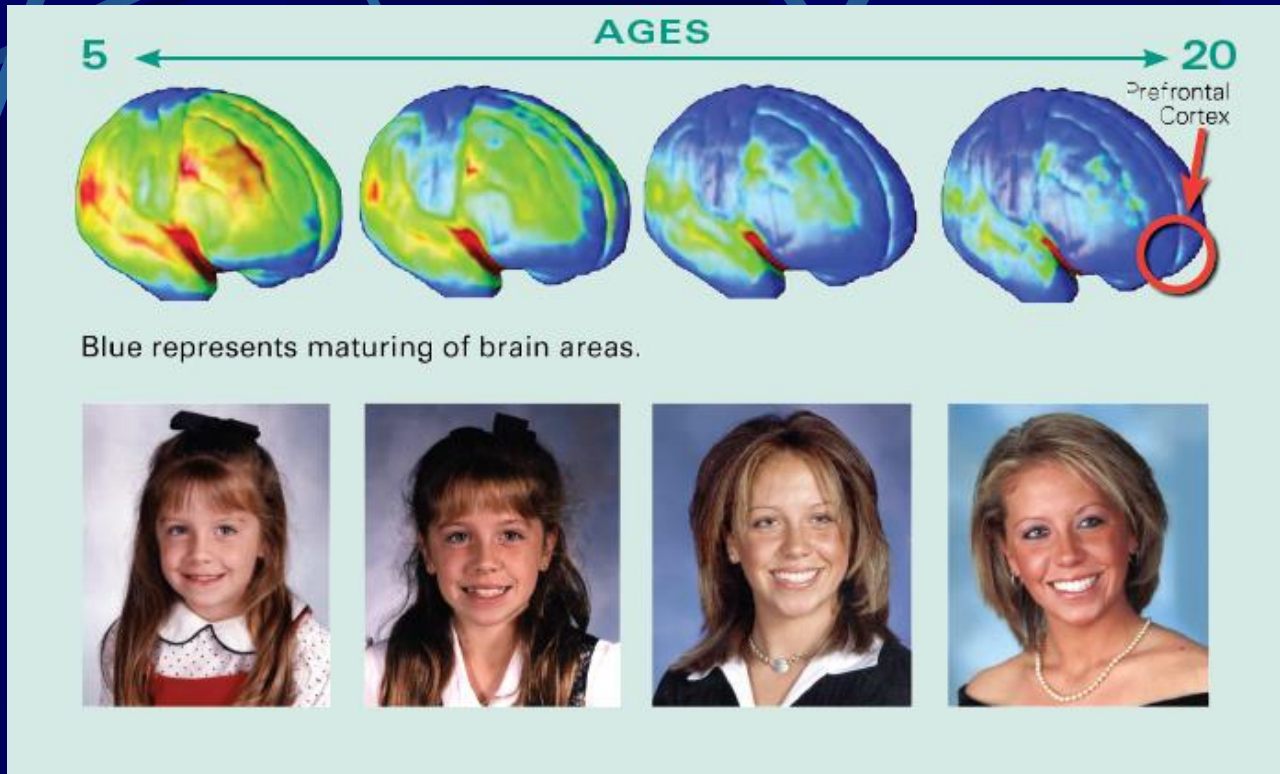 AGES
5 20
Prefrontal
Cortex
Blue represents maturing of brain areas.